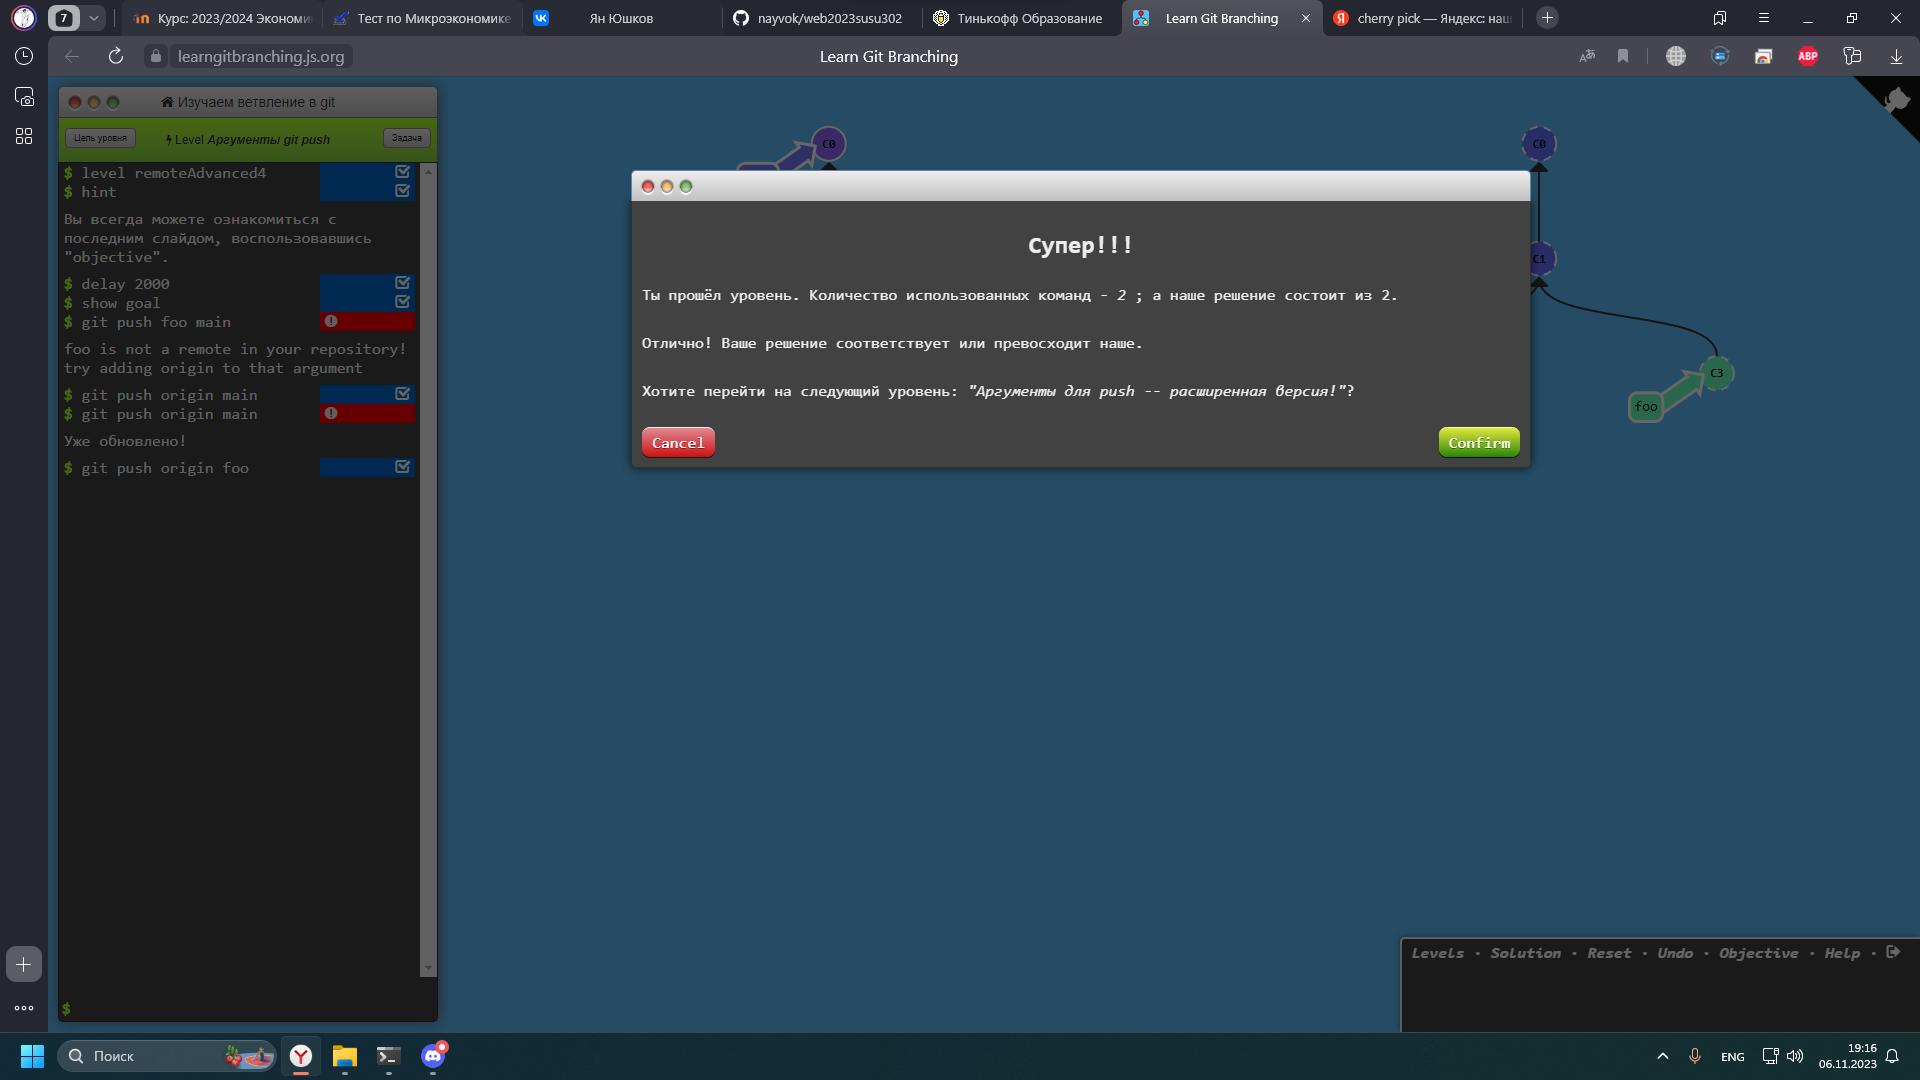 7
Курс: 2023/2024 Экономи
Тест по Микроэкономике
Ян Юшков
nayvok/web2023susu302
Тинькофф Образование
Learn Git Branching
cherry pick — Яндекс: наш
learngitbranching.js.org
Learn Git Branching
ABP
Изучаем ветвление в git
Цель уровня
Level Аргументы git push
Задача
$ level remoteAdvanced4
$ hint
Вы всегда можете ознакомиться с
последним слайдом, воспользовавшись
"objective".
$ delay 2000
$ show goal
$ git push foo main
foo is not a remote in your repository!
try adding origin to that argument
$ git push origin main
$ git push origin main
Уже обновлено!
$ git push origin foo
$
C0
C0
C1
C3
foo
Супер!!!
Ты прошёл уровень. Количество использованных команд - 2 ; а наше решение состоит из 2.
Отлично! Ваше решение соответствует или превосходит наше.
Хотите перейти на следующий уровень: "Аргументы для push -- расширенная версия!"?
Cancel
Confirm
Levels · Solution · Reset · Undo · Objective · Help ·
Поиск
ENG
19:16
06.11.2023